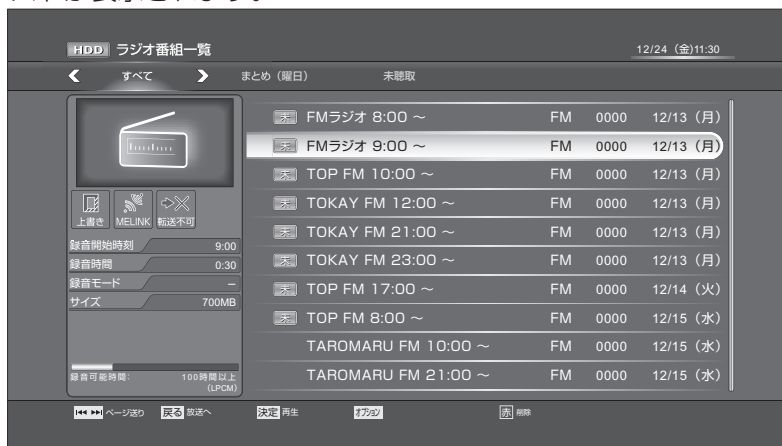 HDD ラジオ番組一覧
12/24（金)11:30
すべて まとめ（曜日） 未聴取
未 FMラジオ 8:00 ～ FM 0000 12/13（月）
未 FMラジオ 9:00 ～ FM 0000 12/13（月）
未 TOP FM 10:00 ～ FM 0000 12/13（月）
未 TOKAY FM 12:00 ～ FM 0000 12/13（月）
未 TOKAY FM 21:00 ～ FM 0000 12/13（月）
未 TOKAY FM 23:00 ～ FM 0000 12/13（月）
未 TOP FM 17:00 ～ FM 0000 12/14（火）
未 TOP FM 8:00 ～ FM 0000 12/15（水）
TAROMARU FM 10:00 ～ FM 0000 12/15（水）
TAROMARU FM 21:00 ～ FM 0000 12/15（水）
上書き MELINK 転送不可
録音開始時刻 9:00
録音時間 0:30
録音モード －
サイズ 700MB
録音可能時間: 100時間以上
(LPCM)
ページ送り 戻る 放送へ 決定 再生 オプション 赤 削除